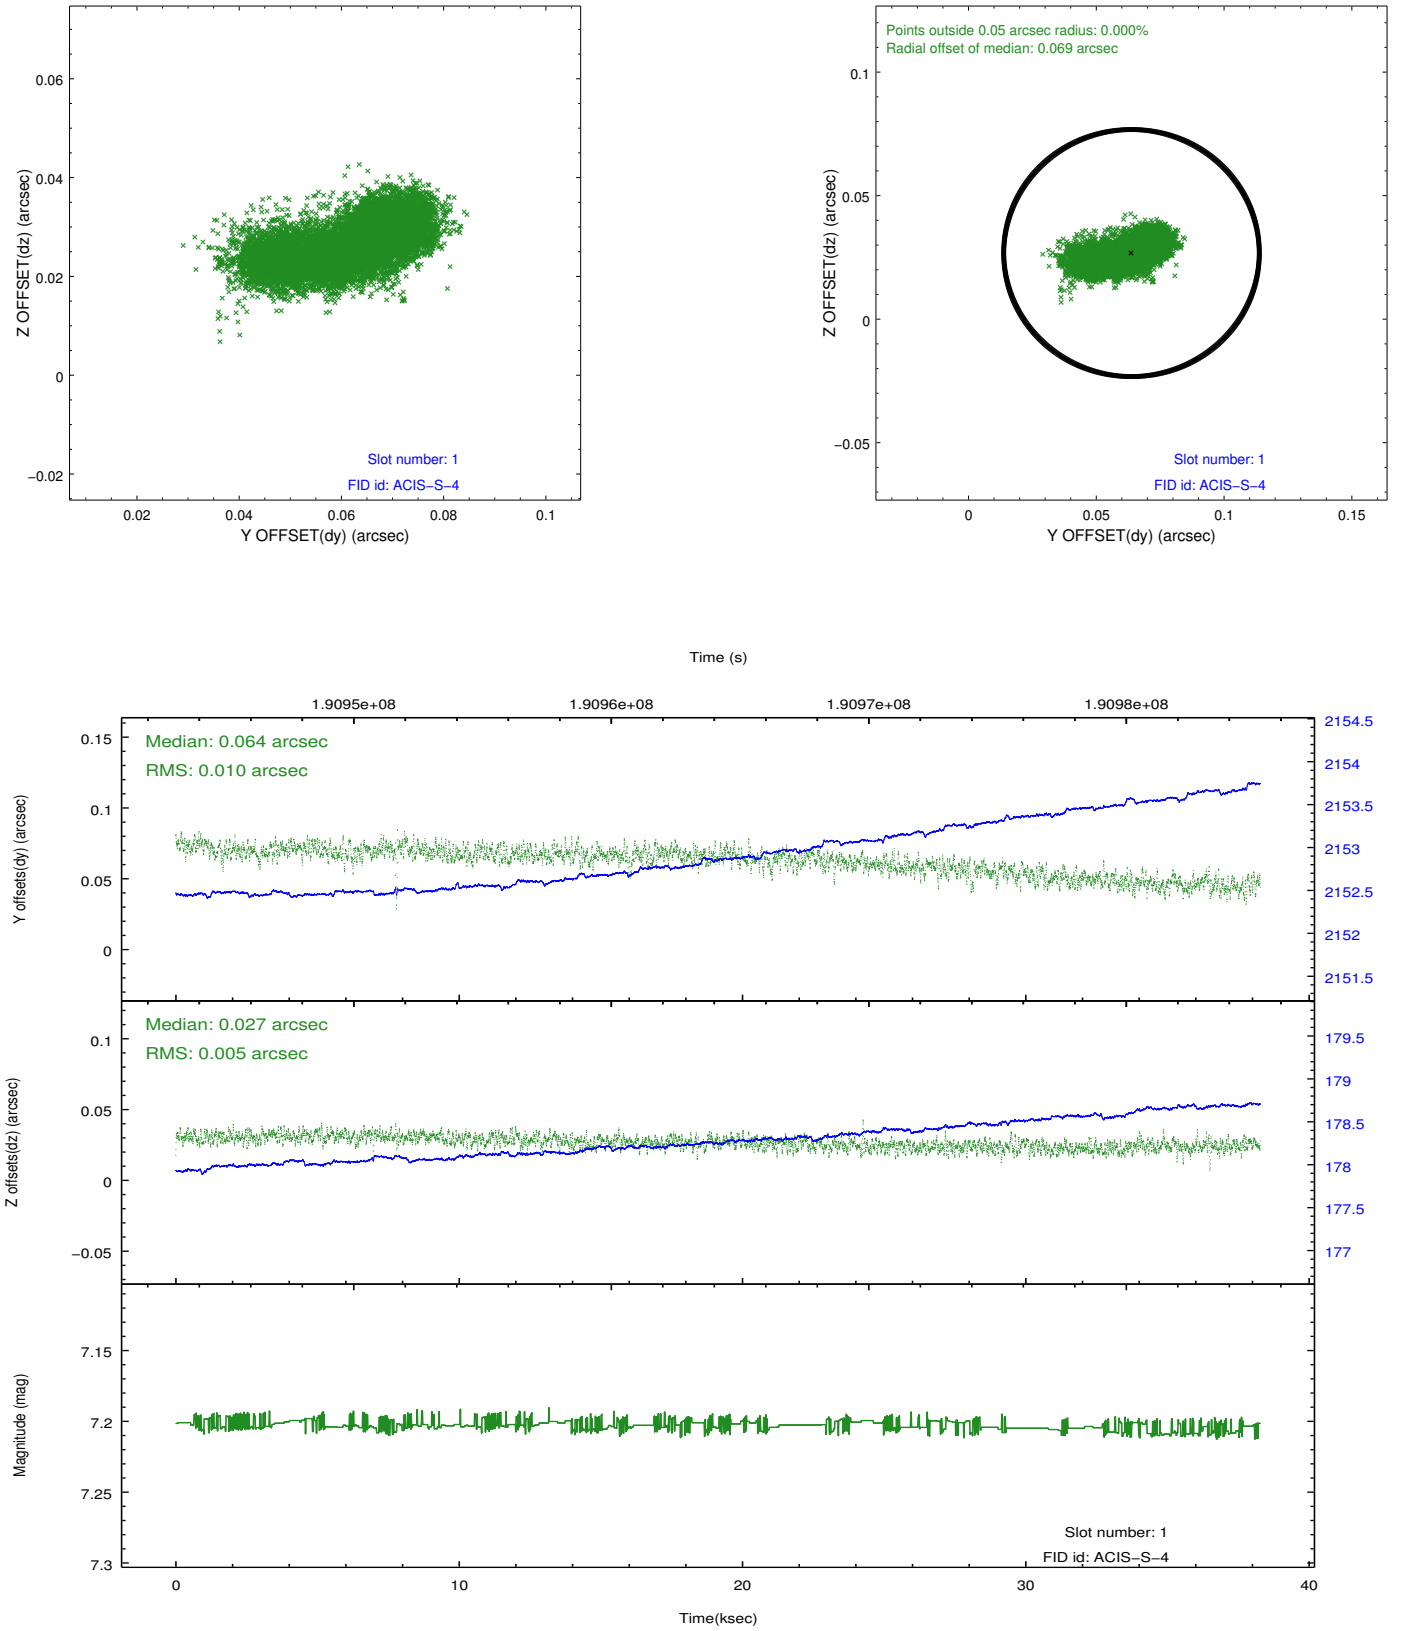 0.06
0.04
0.02
0
−0.02
Z OFFSET(dz) (arcsec)
Slot number: 1
FID id: ACIS−S−4
0.02 0.04 0.06 0.08 0.1
Y OFFSET(dy) (arcsec)
Points outside 0.05 arcsec radius: 0.000%
Radial offset of median: 0.069 arcsec
0.1
0.05
0
−0.05
Z OFFSET(dz) (arcsec)
Slot number: 1
FID id: ACIS−S−4
0 0.05 0.1 0.15
Y OFFSET(dy) (arcsec)
Time (s)
1.9095e+08 1.9096e+08 1.9097e+08 1.9098e+08
Median: 0.064 arcsec
RMS: 0.010 arcsec
0.15
0.1
0.05
0
Y offsets(dy) (arcsec)
2154.5
2154
2153.5
2153
2152.5
2152
2151.5
Median: 0.027 arcsec
RMS: 0.005 arcsec
0.1
0.05
0
−0.05
Z offsets(dz) (arcsec)
179.5
179
178.5
178
177.5
177
7.15
7.2
7.25
7.3
Magnitude (mag)
Slot number: 1
FID id: ACIS−S−4
0 10 20 30 40
Time(ksec)